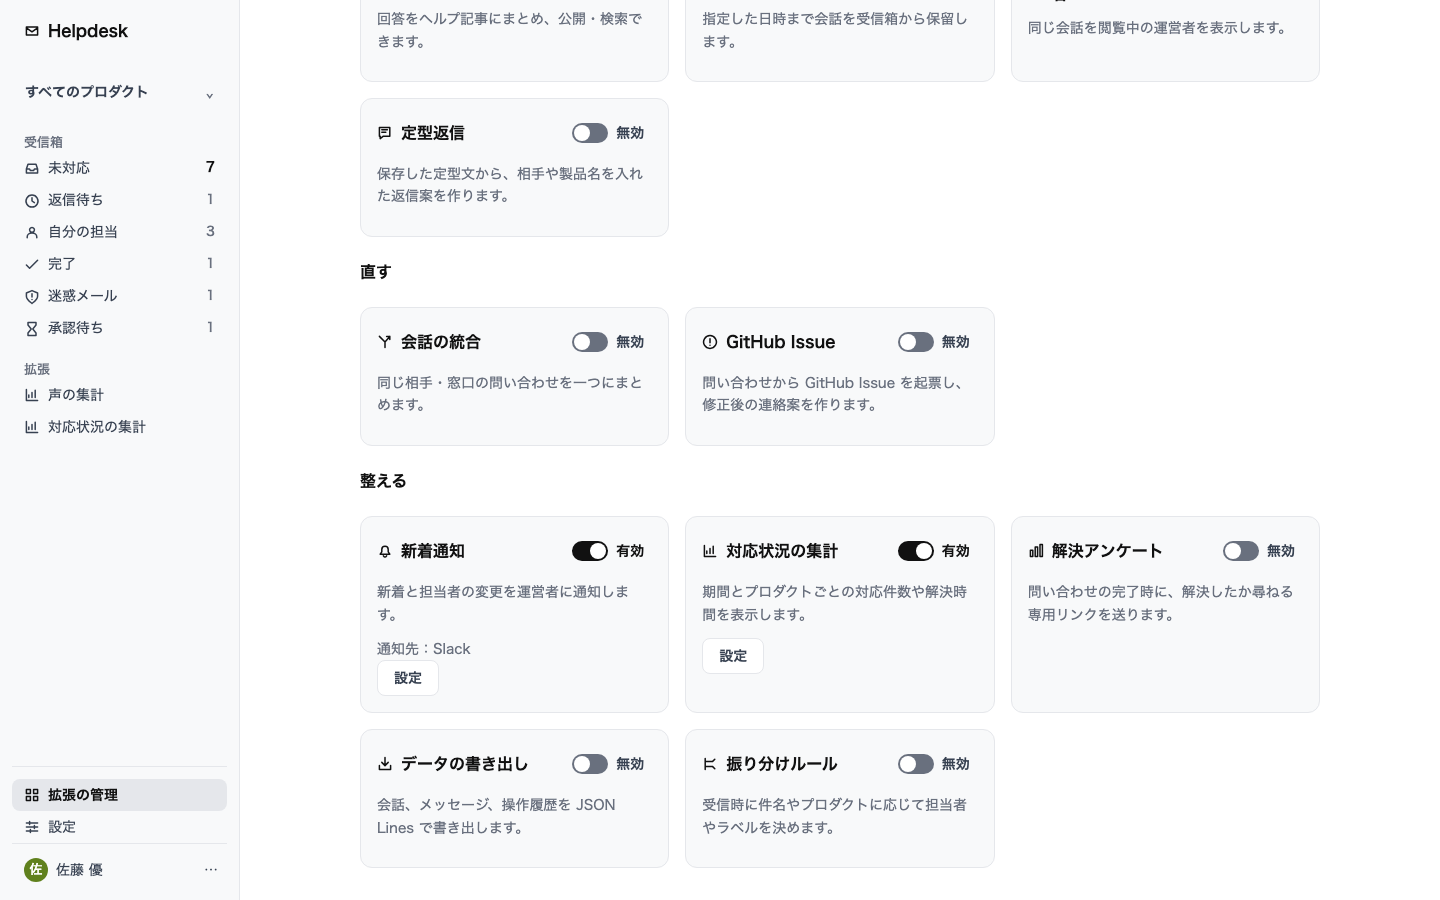 Helpdesk
すべてのプロダクト
受信箱
未対応 7
返信待ち 1
自分の担当 3
完了 1
迷惑メール 1
承認待ち 1
拡張
声の集計
対応状況の集計
拡張の管理
設定
佐 佐藤 優 …
回答をヘルプ記事にまとめ、公開・検索で
きます。
指定した日時まで会話を受信箱から保留し
ます。
同じ会話を閲覧中の運営者を表示します。
定型返信 無効
保存した定型文から、相手や製品名を入れ
た返信案を作ります。
直す
会話の統合 無効
同じ相手・窓口の問い合わせを一つにまと
めます。
GitHub Issue 無効
問い合わせから GitHub Issue を起票し、
修正後の連絡案を作ります。
整える
新着通知 有効
新着と担当者の変更を運営者に通知しま
す。
通知先：Slack
設定
対応状況の集計 有効
期間とプロダクトごとの対応件数や解決時
間を表示します。
設定
解決アンケート 無効
問い合わせの完了時に、解決したか尋ねる
専用リンクを送ります。
データの書き出し 無効
会話、メッセージ、操作履歴を JSON
Lines で書き出します。
振り分けルール 無効
受信時に件名やプロダクトに応じて担当者
やラベルを決めます。